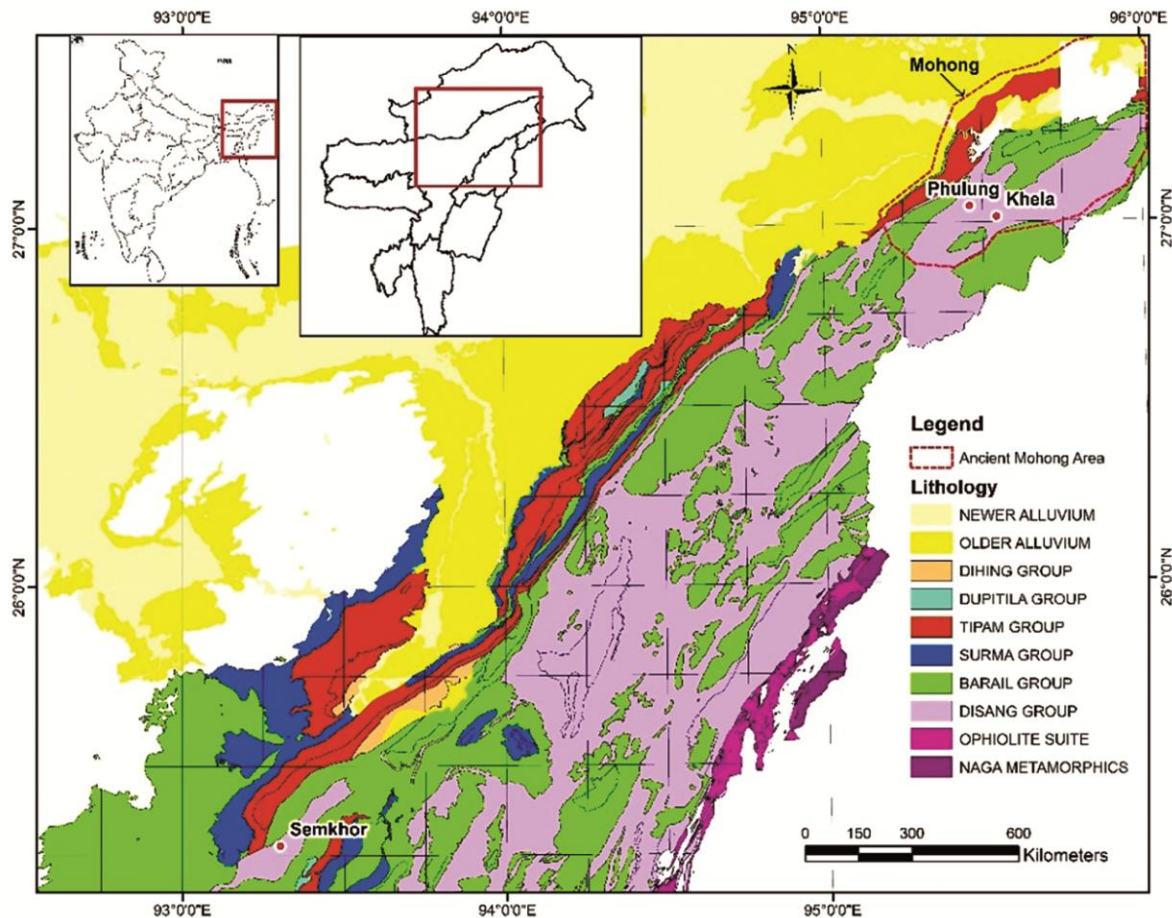 93°0'0"E 94°0'0"E 95°0'0"E 96°0'0"E
N
Mohong
Phulung
Khela
27°0'0"N
27°0'0"N
Legend
Ancient Mohong Area
Lithology
NEWER ALLUVIUM
OLDER ALLUVIUM
DIHING GROUP
DUPITILA GROUP
TIPAM GROUP
SURMA GROUP
BARAIL GROUP
DISANG GROUP
OPHIOLITE SUITE
NAGA METAMORPHICS
26°0'0"N
26°0'0"N
Semkhor
0 150 300 600
Kilometers
93°0'0"E 94°0'0"E 95°0'0"E